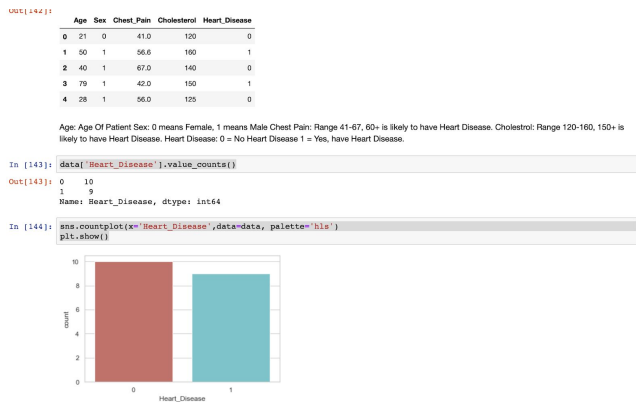 Out[142]:
Age Sex Chest_Pain Cholesterol Heart_Disease
0 21 0 41.0 120 0
1 50 1 56.6 160 1
2 40 1 67.0 140 0
3 79 1 42.0 150 1
4 28 1 56.0 125 0
Age: Age Of Patient Sex: 0 means Female, 1 means Male Chest Pain: Range 41-67, 60+ is likely to have Heart Disease. Cholestrol: Range 120-160, 150+ is
likely to have Heart Disease. Heart Disease: 0 = No Heart Disease 1 = Yes, have Heart Disease.
In [143]: data['Heart_Disease'].value_counts()
Out[143]: 0 10
1 9
Name: Heart_Disease, dtype: int64
In [144]: sns.countplot(x='Heart_Disease',data=data, palette='hls')
plt.show()
10
8
6
4
2
0
count
0 1
Heart_Disease